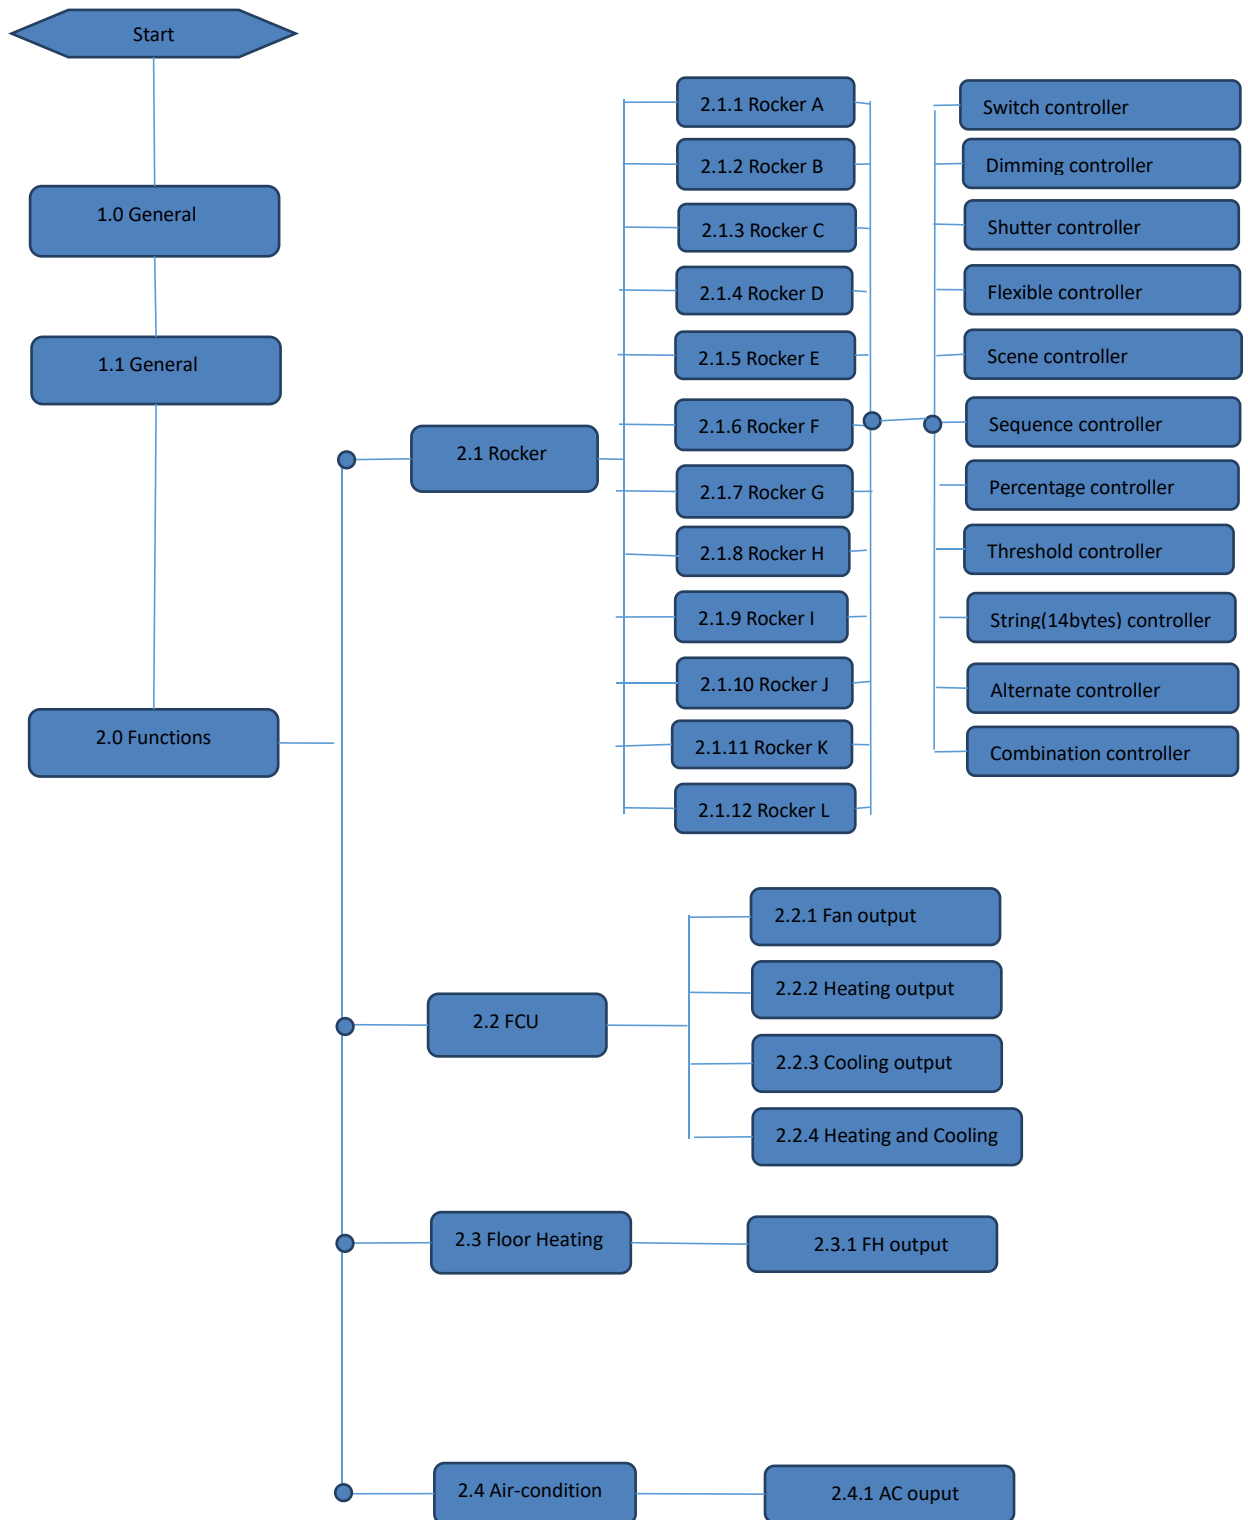 Start
1.0 General
1.1 General
2.0 Functions
2.1 Rocker
2.1.1 Rocker A
2.1.2 Rocker B
2.1.3 Rocker C
2.1.4 Rocker D
2.1.5 Rocker E
2.1.6 Rocker F
2.1.7 Rocker G
2.1.8 Rocker H
2.1.9 Rocker I
2.1.10 Rocker J
2.1.11 Rocker K
2.1.12 Rocker L
Switch controller
Dimming controller
Shutter controller
Flexible controller
Scene controller
Sequence controller
Percentage controller
Threshold controller
String(14bytes) controller
Alternate controller
Combination controller
2.2 FCU
2.2.1 Fan output
2.2.2 Heating output
2.2.3 Cooling output
2.2.4 Heating and Cooling
2.3 Floor Heating
2.3.1 FH output
2.4 Air-condition
2.4.1 AC ouput